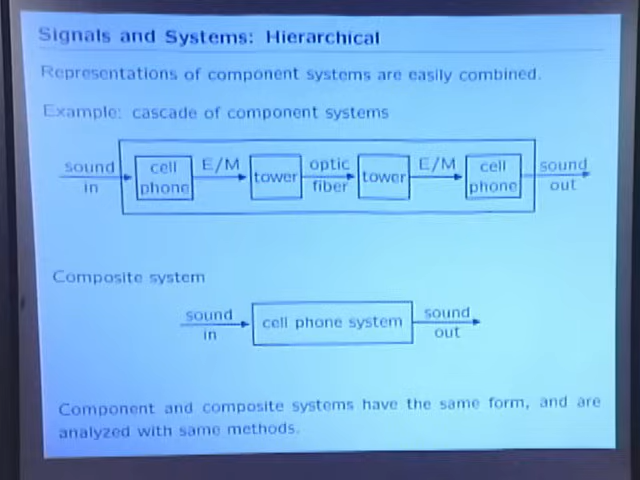 Signals and Systems: Hierarchical
Representations of component systems are easily combined.
Example: cascade of component systems
sound in
cell phone
E/M
tower
optic fiber
tower
E/M
cell phone
sound out
Composite system
sound in
cell phone system
sound out
Component and composite systems have the same form, and are
analyzed with same methods.